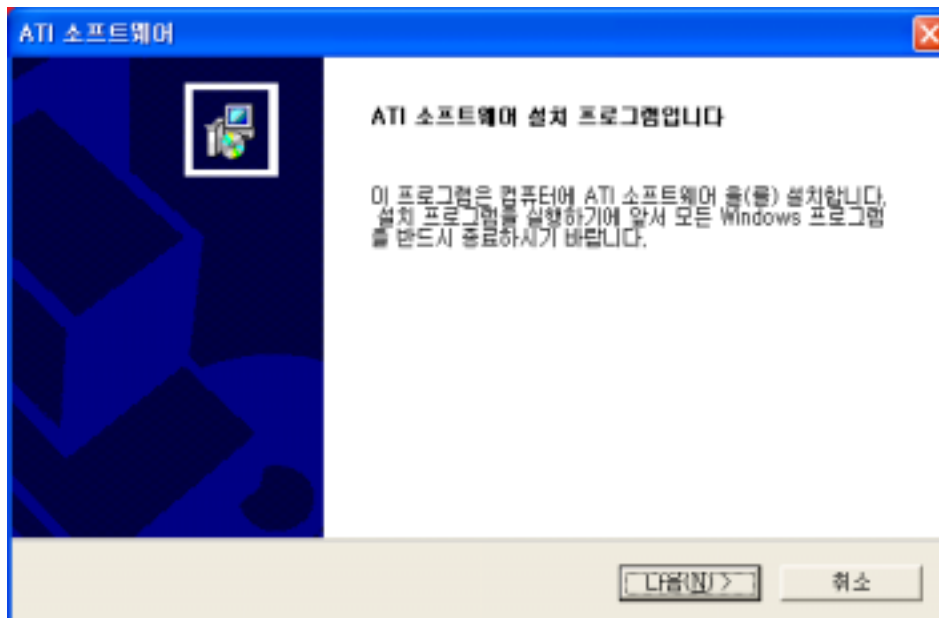 ATI 소프트웨어
ATI 소프트웨어 설치 프로그램입니다
이 프로그램은 컴퓨터에 ATI 소프트웨어 을(를) 설치합니다.
설치 프로그램을 실행하기에 앞서 모든 Windows 프로그램
를 반드시 종료하시기 바랍니다.
다음(N) >
취소